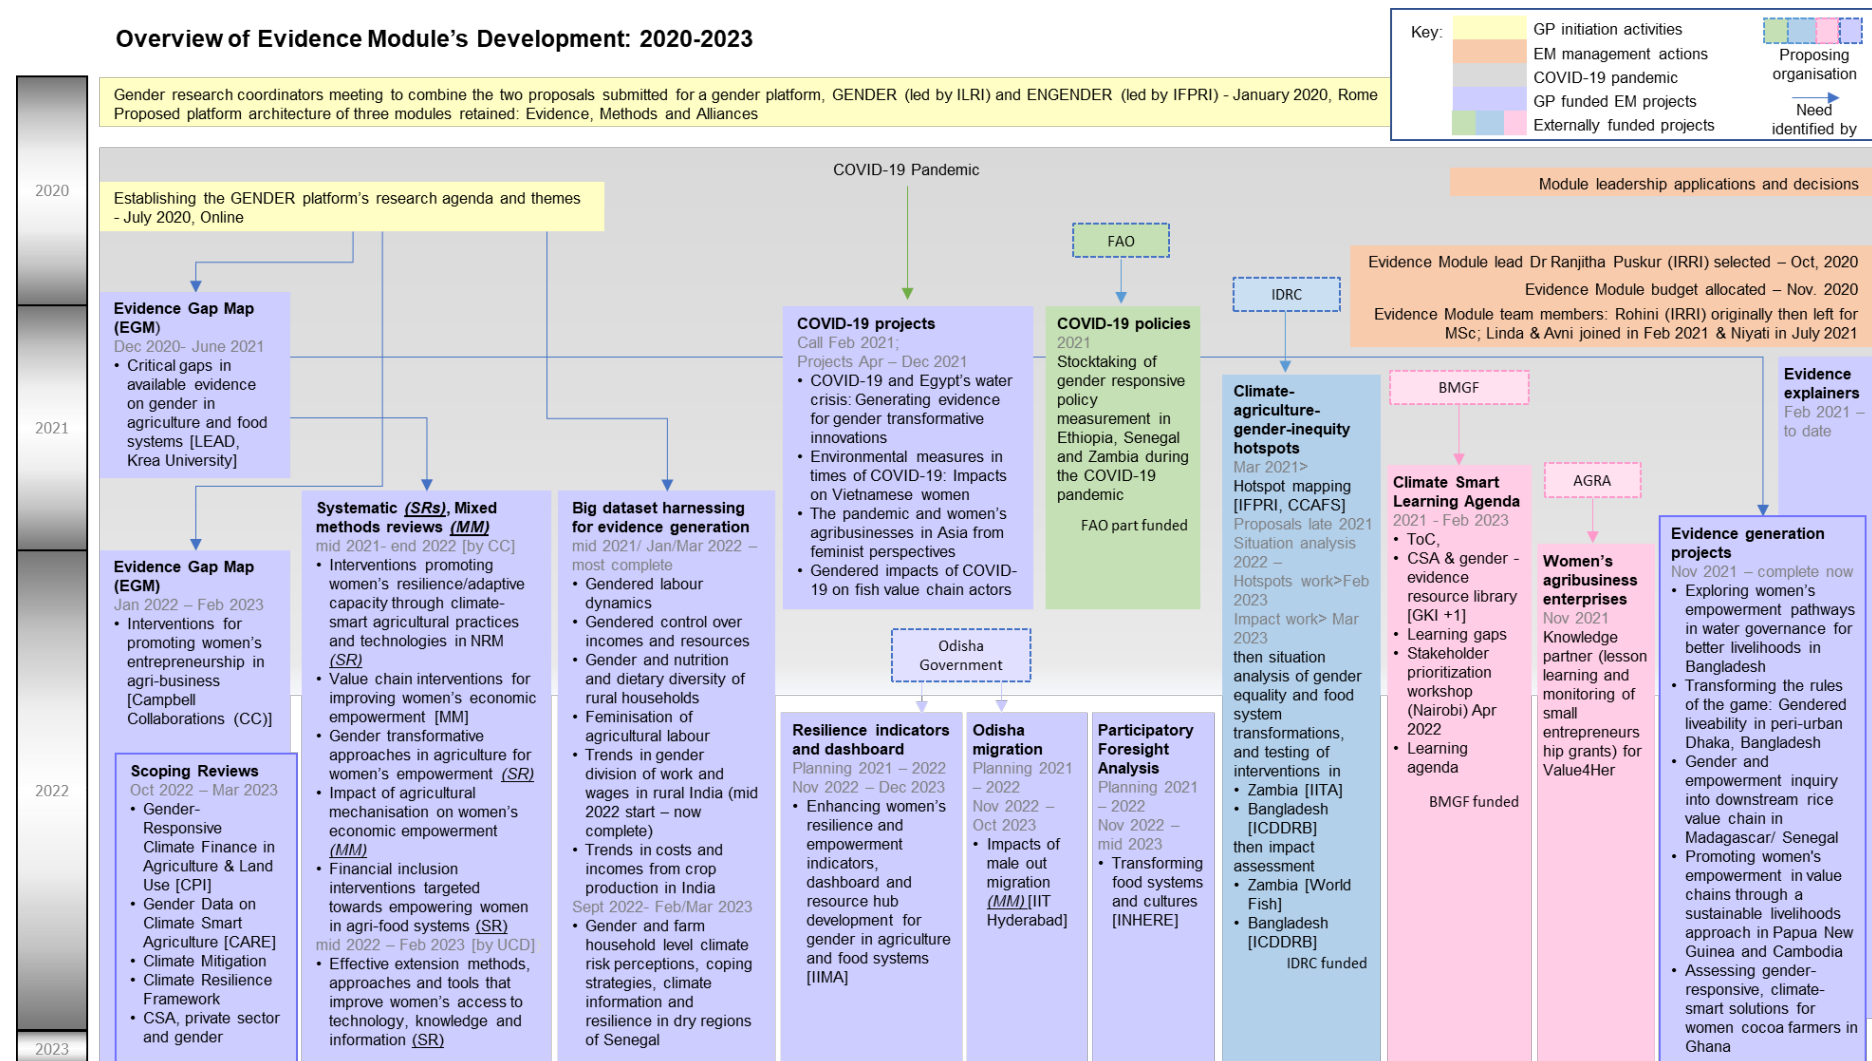 Overview of Evidence Module's Development: 2020-2023
Key:
GP initiation activities
EM management actions
COVID-19 pandemic
GP funded EM projects
Externally funded projects
Proposing
organisation
Need
identified by
Gender research coordinators meeting to combine the two proposals submitted for a gender platform, GENDER (led by ILRI) and ENGENDER (led by IFPRI) - January 2020, Rome
Proposed platform architecture of three modules retained: Evidence, Methods and Alliances
2020
2021
2022
2023
COVID-19 Pandemic
Establishing the GENDER platform's research agenda and themes
- July 2020, Online
Module leadership applications and decisions
Evidence Module lead Dr Ranjitha Puskur (IRRI) selected – Oct, 2020
Evidence Module budget allocated – Nov. 2020
Evidence Module team members: Rohini (IRRI) originally then left for
MSc; Linda & Avni joined in Feb 2021 & Niyati in July 2021
Evidence Gap Map
(EGM)
Dec 2020- June 2021
• Critical gaps in
available evidence
on gender in
agriculture and food
systems [LEAD,
Krea University]
Evidence Gap Map
(EGM)
Jan 2022 – Feb 2023
• Interventions for
promoting women's
entrepreneurship in
agri-business
[Campbell
Collaborations (CC)]
Scoping Reviews
Oct 2022 – Mar 2023
• Gender-
Responsive
Climate Finance in
Agriculture & Land
Use [CPI]
• Gender Data on
Climate Smart
Agriculture [CARE]
• Climate Mitigation
• Climate Resilience
Framework
• CSA, private sector
and gender
Systematic (SRs), Mixed
methods reviews (MM)
mid 2021- end 2022 [by CC]
• Interventions promoting
women's resilience/adaptive
capacity through climate-
smart agricultural practices
and technologies in NRM
(SR)
• Value chain interventions for
improving women's economic
empowerment [MM]
• Gender transformative
approaches in agriculture for
women's empowerment (SR)
• Impact of agricultural
mechanisation on women's
economic empowerment
(MM)
• Financial inclusion
interventions targeted
towards empowering women
in agri-food systems (SR)
mid 2022 – Feb 2023 [by UCD]
• Effective extension methods,
approaches and tools that
improve women's access to
technology, knowledge and
information (SR)
Big dataset harnessing
for evidence generation
mid 2021/ Jan/Mar 2022 –
most complete
• Gendered labour
dynamics
• Gendered control over
incomes and resources
• Gender and nutrition
and dietary diversity of
rural households
• Feminisation of
agricultural labour
• Trends in gender
division of work and
wages in rural India (mid
2022 start – now
complete)
• Trends in costs and
incomes from crop
production in India
Sept 2022- Feb/Mar 2023
• Gender and farm
household level climate
risk perceptions, coping
strategies, climate
information and
resilience in dry regions
of Senegal
COVID-19 projects
Call Feb 2021;
Projects Apr – Dec 2021
• COVID-19 and Egypt's water
crisis: Generating evidence
for gender transformative
innovations
• Environmental measures in
times of COVID-19: Impacts
on Vietnamese women
• The pandemic and women's
agribusinesses in Asia from
feminist perspectives
• Gendered impacts of COVID-
19 on fish value chain actors
Odisha
Government
Resilience indicators
and dashboard
Planning 2021 – 2022
Nov 2022 – Dec 2023
• Enhancing women's
resilience and
empowerment
indicators,
dashboard and
resource hub
development for
gender in agriculture
and food systems
[IIMA]
Odisha
migration
Planning 2021
– 2022
Nov 2022 –
Oct 2023
• Impacts of
male out
migration
(MM) [IIT
Hyderabad]
Participatory
Foresight
Analysis
Planning 2021
– 2022
Nov 2022 –
mid 2023
• Transforming
food systems
and cultures
[INHERE]
FAO
COVID-19 policies
2021
Stocktaking of
gender responsive
policy
measurement in
Ethiopia, Senegal
and Zambia during
the COVID-19
pandemic
FAO part funded
IDRC
Climate-
agriculture-
gender-inequity
hotspots
Mar 2021>
Hotspot mapping
[IFPRI, CCAFS]
Proposals late 2021
Situation analysis
2022 –
Hotspots work>Feb
2023
Impact work> Mar
2023
then situation
analysis of gender
equality and food
system
transformations,
and testing of
interventions in
• Zambia [IITA]
• Bangladesh
[ICDDRB]
then impact
assessment
• Zambia [World
Fish]
• Bangladesh
[ICDDRB]
IDRC funded
BMGF
Climate Smart
Learning Agenda
2021 - Feb 2023
• ToC,
• CSA & gender -
evidence
resource library
[GKI +1]
• Learning gaps
• Stakeholder
prioritization
workshop
(Nairobi) Apr
2022
• Learning
agenda
BMGF funded
AGRA
Women's
agribusiness
enterprises
Nov 2021
Knowledge
partner (lesson
learning and
monitoring of
small
entrepreneurs
hip grants) for
Value4Her
Evidence
explainers
Feb 2021 –
to date
Evidence generation
projects
Nov 2021 – complete now
• Exploring women's
empowerment pathways
in water governance for
better livelihoods in
Bangladesh
• Transforming the rules
of the game: Gendered
liveability in peri-urban
Dhaka, Bangladesh
• Gender and
empowerment inquiry
into downstream rice
value chain in
Madagascar/ Senegal
• Promoting women's
empowerment in value
chains through a
sustainable livelihoods
approach in Papua New
Guinea and Cambodia
• Assessing gender-
responsive, climate-
smart solutions for
women cocoa farmers in
Ghana